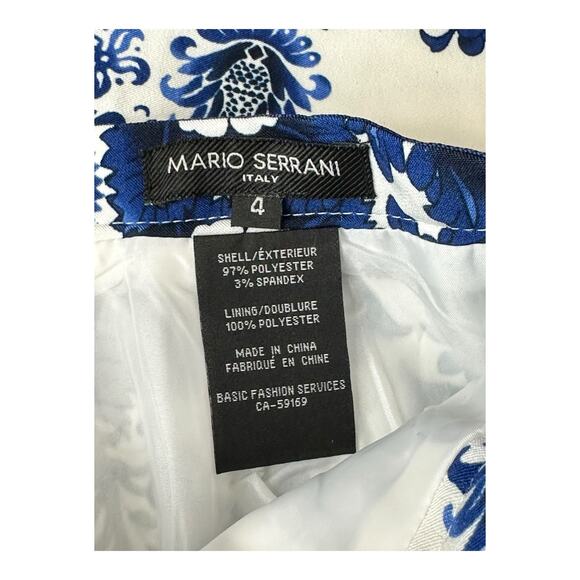 MARIO SERRANI
ITALY
4
SHELL/ÉXTERIEUR
97% POLYESTER
3% SPANDEX
LINING/DOUBLURE
100% POLYESTER
MADE IN CHINA
FABRIQUÉ EN CHINE
BASIC FASHION SERVICES
CA-59169